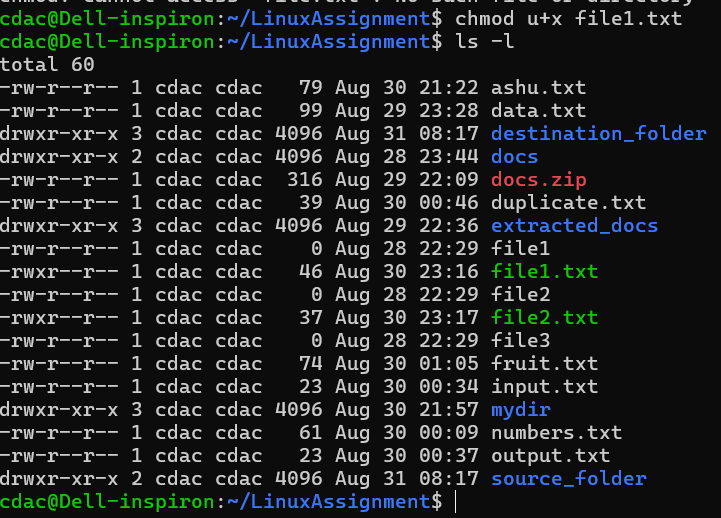 cdac@Dell-inspiron:~/LinuxAssignment$ chmod u+x file1.txt
cdac@Dell-inspiron:~/LinuxAssignment$ ls -l
total 60
-rw-r--r-- 1 cdac cdac   79 Aug 30 21:22 ashu.txt
-rw-r--r-- 1 cdac cdac   99 Aug 29 23:28 data.txt
drwxr-xr-x 3 cdac cdac 4096 Aug 31 08:17 destination_folder
drwxr-xr-x 2 cdac cdac 4096 Aug 28 23:44 docs
-rw-r--r-- 1 cdac cdac  316 Aug 29 22:09 docs.zip
-rw-r--r-- 1 cdac cdac   39 Aug 30 00:46 duplicate.txt
drwxr-xr-x 3 cdac cdac 4096 Aug 29 22:36 extracted_docs
-rw-r--r-- 1 cdac cdac    0 Aug 28 22:29 file1
-rwxr--r-- 1 cdac cdac   46 Aug 30 23:16 file1.txt
-rw-r--r-- 1 cdac cdac    0 Aug 28 22:29 file2
-rwxr--r-- 1 cdac cdac   37 Aug 30 23:17 file2.txt
-rw-r--r-- 1 cdac cdac    0 Aug 28 22:29 file3
-rw-r--r-- 1 cdac cdac   74 Aug 30 01:05 fruit.txt
-rw-r--r-- 1 cdac cdac   23 Aug 30 00:34 input.txt
drwxr-xr-x 3 cdac cdac 4096 Aug 30 21:57 mydir
-rw-r--r-- 1 cdac cdac   61 Aug 30 00:09 numbers.txt
-rw-r--r-- 1 cdac cdac   23 Aug 30 00:37 output.txt
drwxr-xr-x 2 cdac cdac 4096 Aug 31 08:17 source_folder
cdac@Dell-inspiron:~/LinuxAssignment$